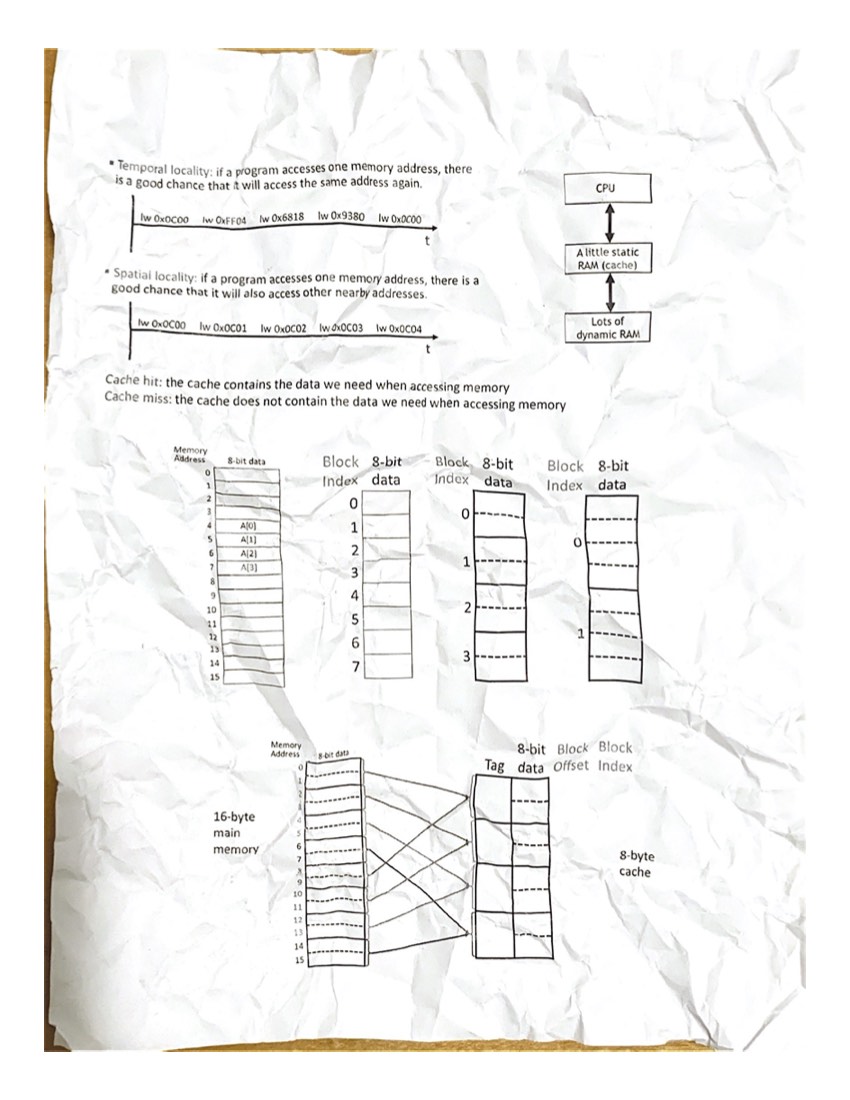 * Temporal locality: if a program accesses one memory address, there
is a good chance that it will access the same address again.
lw 0x0C00 lw 0xFF04 lw 0x6818 lw 0x9380 lw 0x0C00
t
CPU
A little static
RAM (cache)
Lots of
dynamic RAM
* Spatial locality: if a program accesses one memory address, there is a
good chance that it will also access other nearby addresses.
lw 0x0C00 lw 0x0C01 lw 0x0C02 lw 0x0C03 lw 0x0C04
t
Cache hit: the cache contains the data we need when accessing memory
Cache miss: the cache does not contain the data we need when accessing memory
Memory
Address 8-bit data
0
1
2
3
4 A[0]
5 A[1]
6 A[2]
7 A[3]
8
9
10
11
12
13
14
15
Block 8-bit
Index data
0
1
2
3
4
5
6
7
Block 8-bit
Index data
0
1
2
3
Block 8-bit
Index data
0
1
Memory
Address 8-bit data
0
1
2
3
4
5
6
7
8
9
10
11
12
13
14
15
16-byte
main
memory
8-bit Block Block
Tag data Offset Index
8-byte
cache